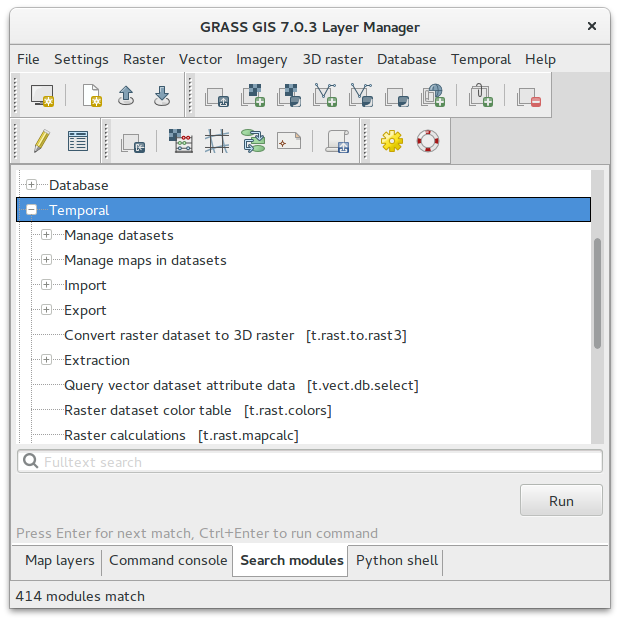 GRASS GIS 7.0.3 Layer Manager
File Settings Raster Vector Imagery 3D raster Database Temporal Help
Database
Temporal
Manage datasets
Manage maps in datasets
Import
Export
Convert raster dataset to 3D raster [t.rast.to.rast3]
Extraction
Query vector dataset attribute data [t.vect.db.select]
Raster dataset color table [t.rast.colors]
Raster calculations [t.rast.mapcalc]
Fulltext search
Run
Press Enter for next match, Ctrl+Enter to run command
Map layers Command console Search modules Python shell
414 modules match